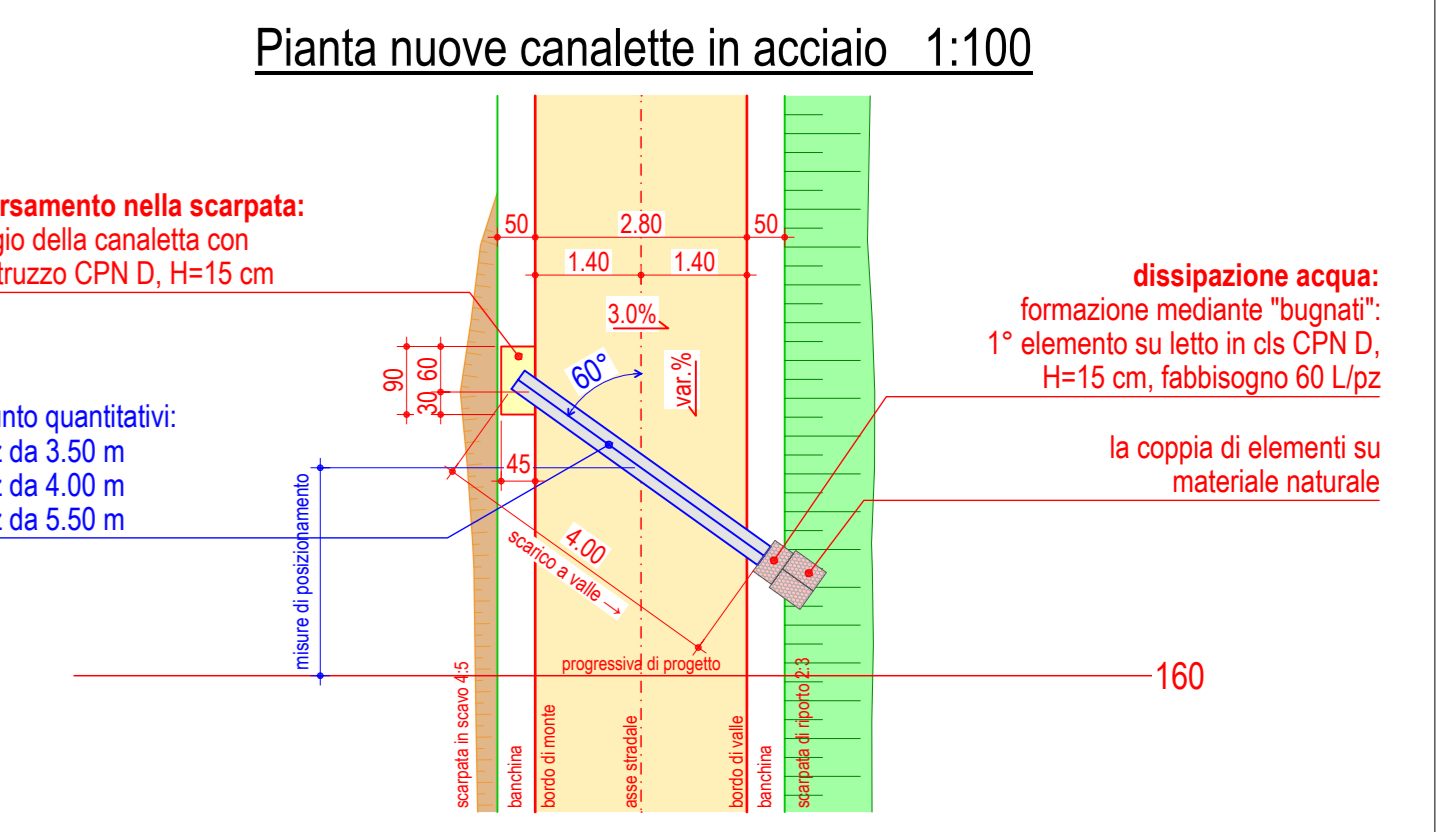 Pianta nuove canalette in acciaio 1:100
rsamento nella scarpata:
gio della canaletta con
truzzo CPN D, H=15 cm
50
2.80
50
1.40
1.40
3.0%
var.%
60°
90
60
30
45
4.00
scarico a valle →
dissipazione acqua:
formazione mediante "bugnati":
1° elemento su letto in cls CPN D,
H=15 cm, fabbisogno 60 L/pz
la coppia di elementi su
materiale naturale
unto quantitativi:
z da 3.50 m
z da 4.00 m
z da 5.50 m
misure di posizionamento
progressiva di progetto
160
scarpata in scavo 4:5
banchina
bordo di monte
asse stradale
bordo di valle
banchina
scarpata di riporto 2:3